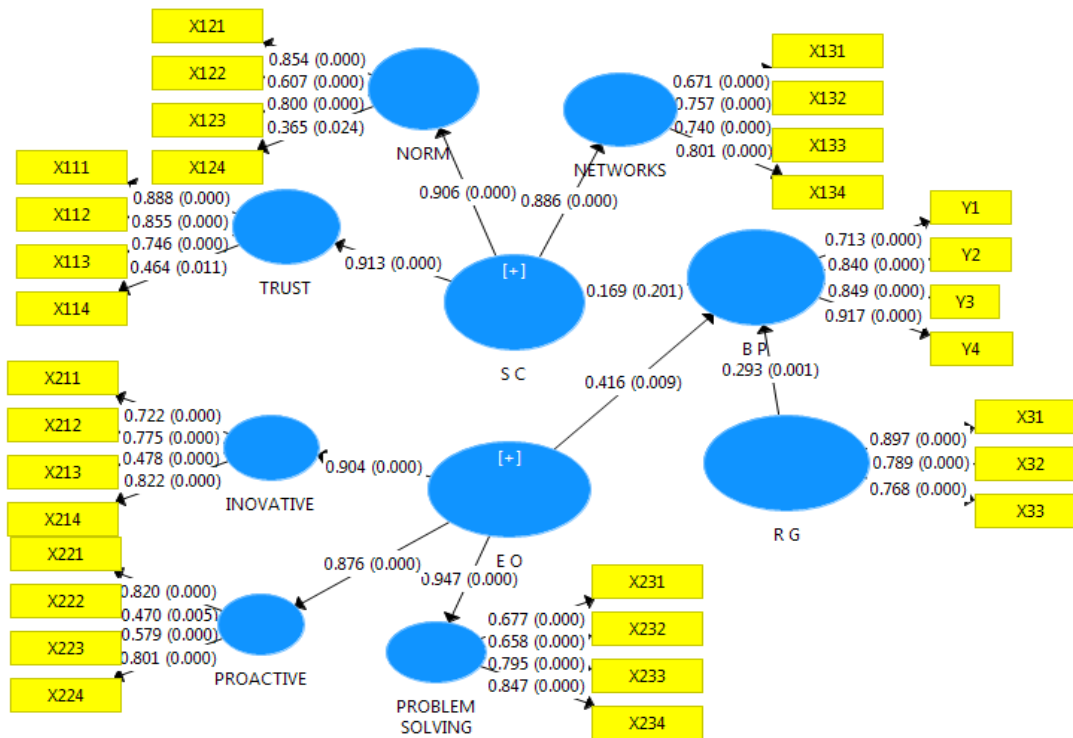 X121
X122
X123
X124
0.854 (0.000)
0.607 (0.000)
0.800 (0.000)
0.365 (0.024)
NORM
X131
X132
X133
X134
0.671 (0.000)
0.757 (0.000)
0.740 (0.000)
0.801 (0.000)
NETWORKS
X111
X112
X113
X114
0.888 (0.000)
0.855 (0.000)
0.746 (0.000)
0.464 (0.011)
TRUST
0.906 (0.000)
0.886 (0.000)
0.913 (0.000)
[+]
S C
0.169 (0.201)
Y1
Y2
Y3
Y4
0.713 (0.000)
0.840 (0.000)
0.849 (0.000)
0.917 (0.000)
B P
0.416 (0.009)
0.293 (0.001)
X211
X212
X213
X214
0.722 (0.000)
0.775 (0.000)
0.478 (0.000)
0.822 (0.000)
INOVATIVE
0.904 (0.000)
[+]
E O
X31
X32
X33
0.897 (0.000)
0.789 (0.000)
0.768 (0.000)
R G
0.876 (0.000)
0.947 (0.000)
X221
X222
X223
X224
0.820 (0.000)
0.470 (0.005)
0.579 (0.000)
0.801 (0.000)
PROACTIVE
X231
X232
X233
X234
0.677 (0.000)
0.658 (0.000)
0.795 (0.000)
0.847 (0.000)
PROBLEM
SOLVING